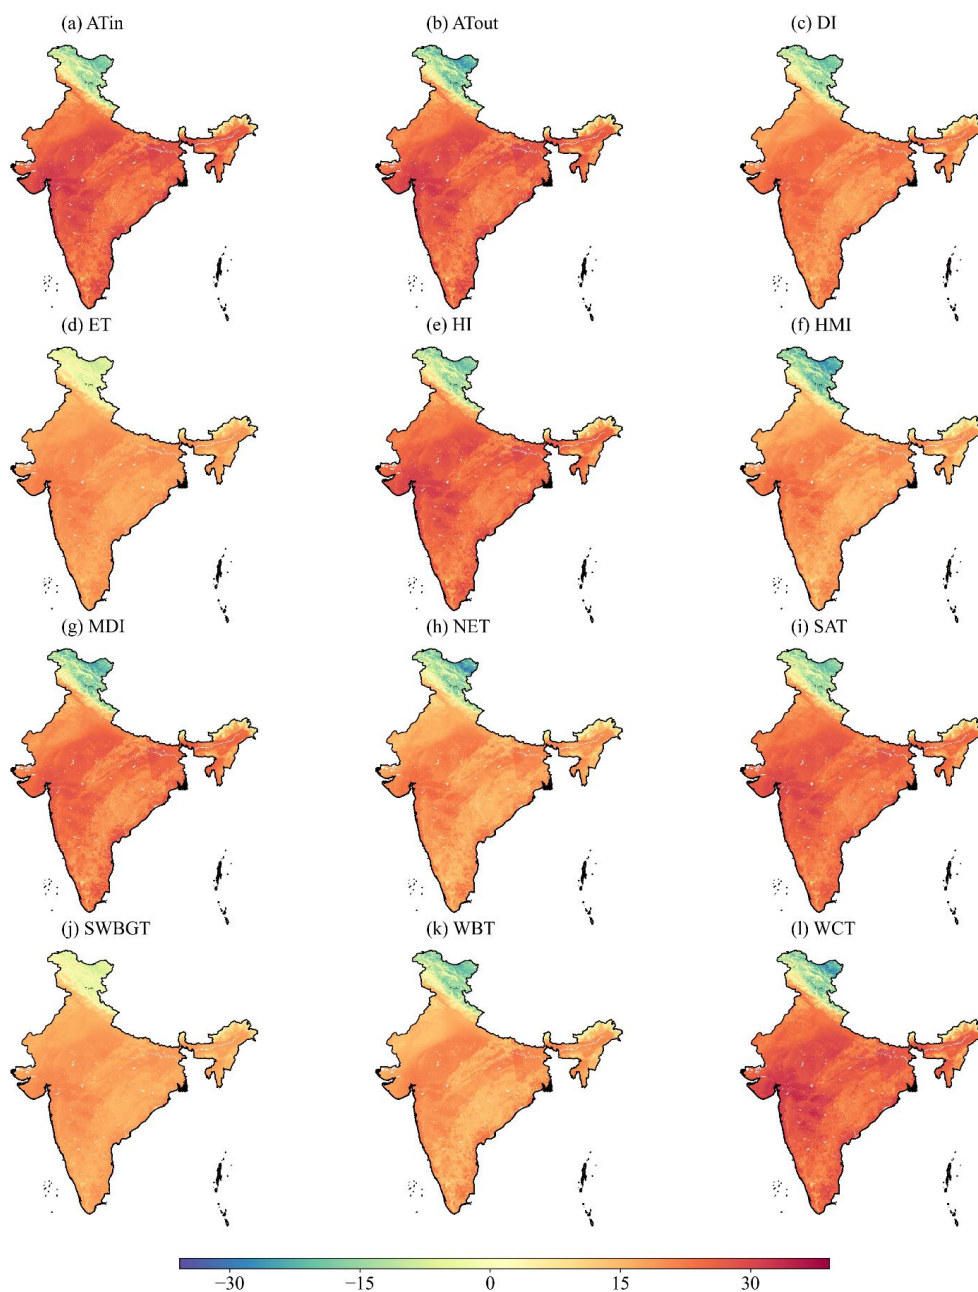 (a) ATin
(b) ATout
(c) DI
(d) ET
(e) HI
(f) HMI
(g) MDI
(h) NET
(i) SAT
(j) SWBGT
(k) WBT
(l) WCT
−30 −15 0 15 30